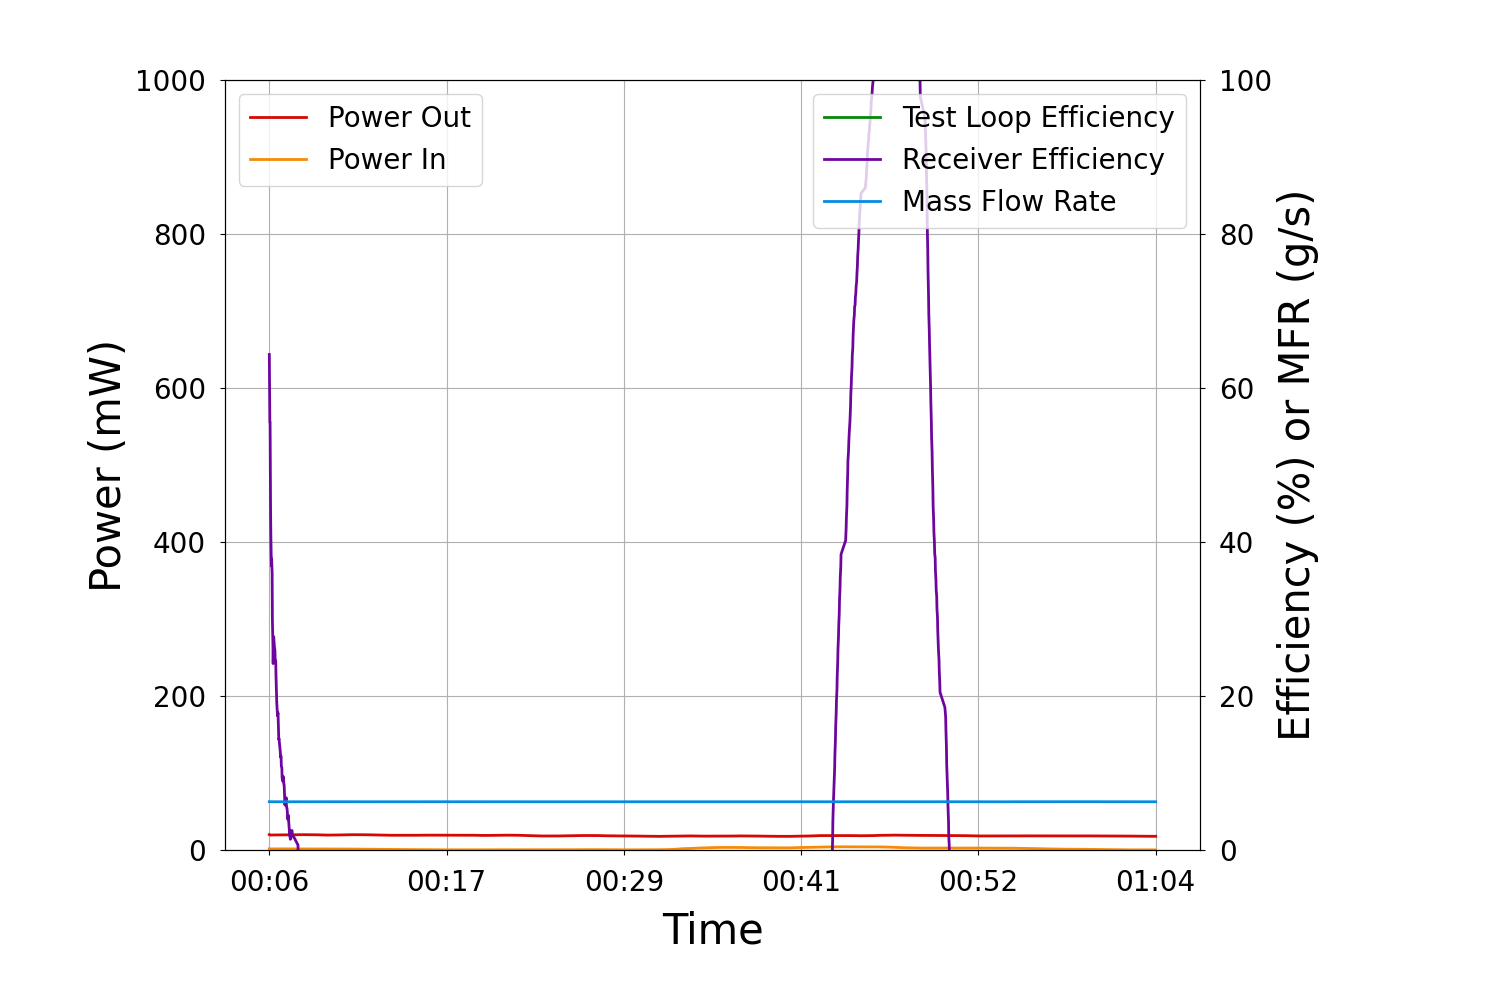 1000
800
600
400
200
0
Power (mW)
Power Out
Power In
Test Loop Efficiency
Receiver Efficiency
Mass Flow Rate
100
80
60
40
20
0
Efficiency (%) or MFR (g/s)
00:06 00:17 00:29 00:41 00:52 01:04
Time